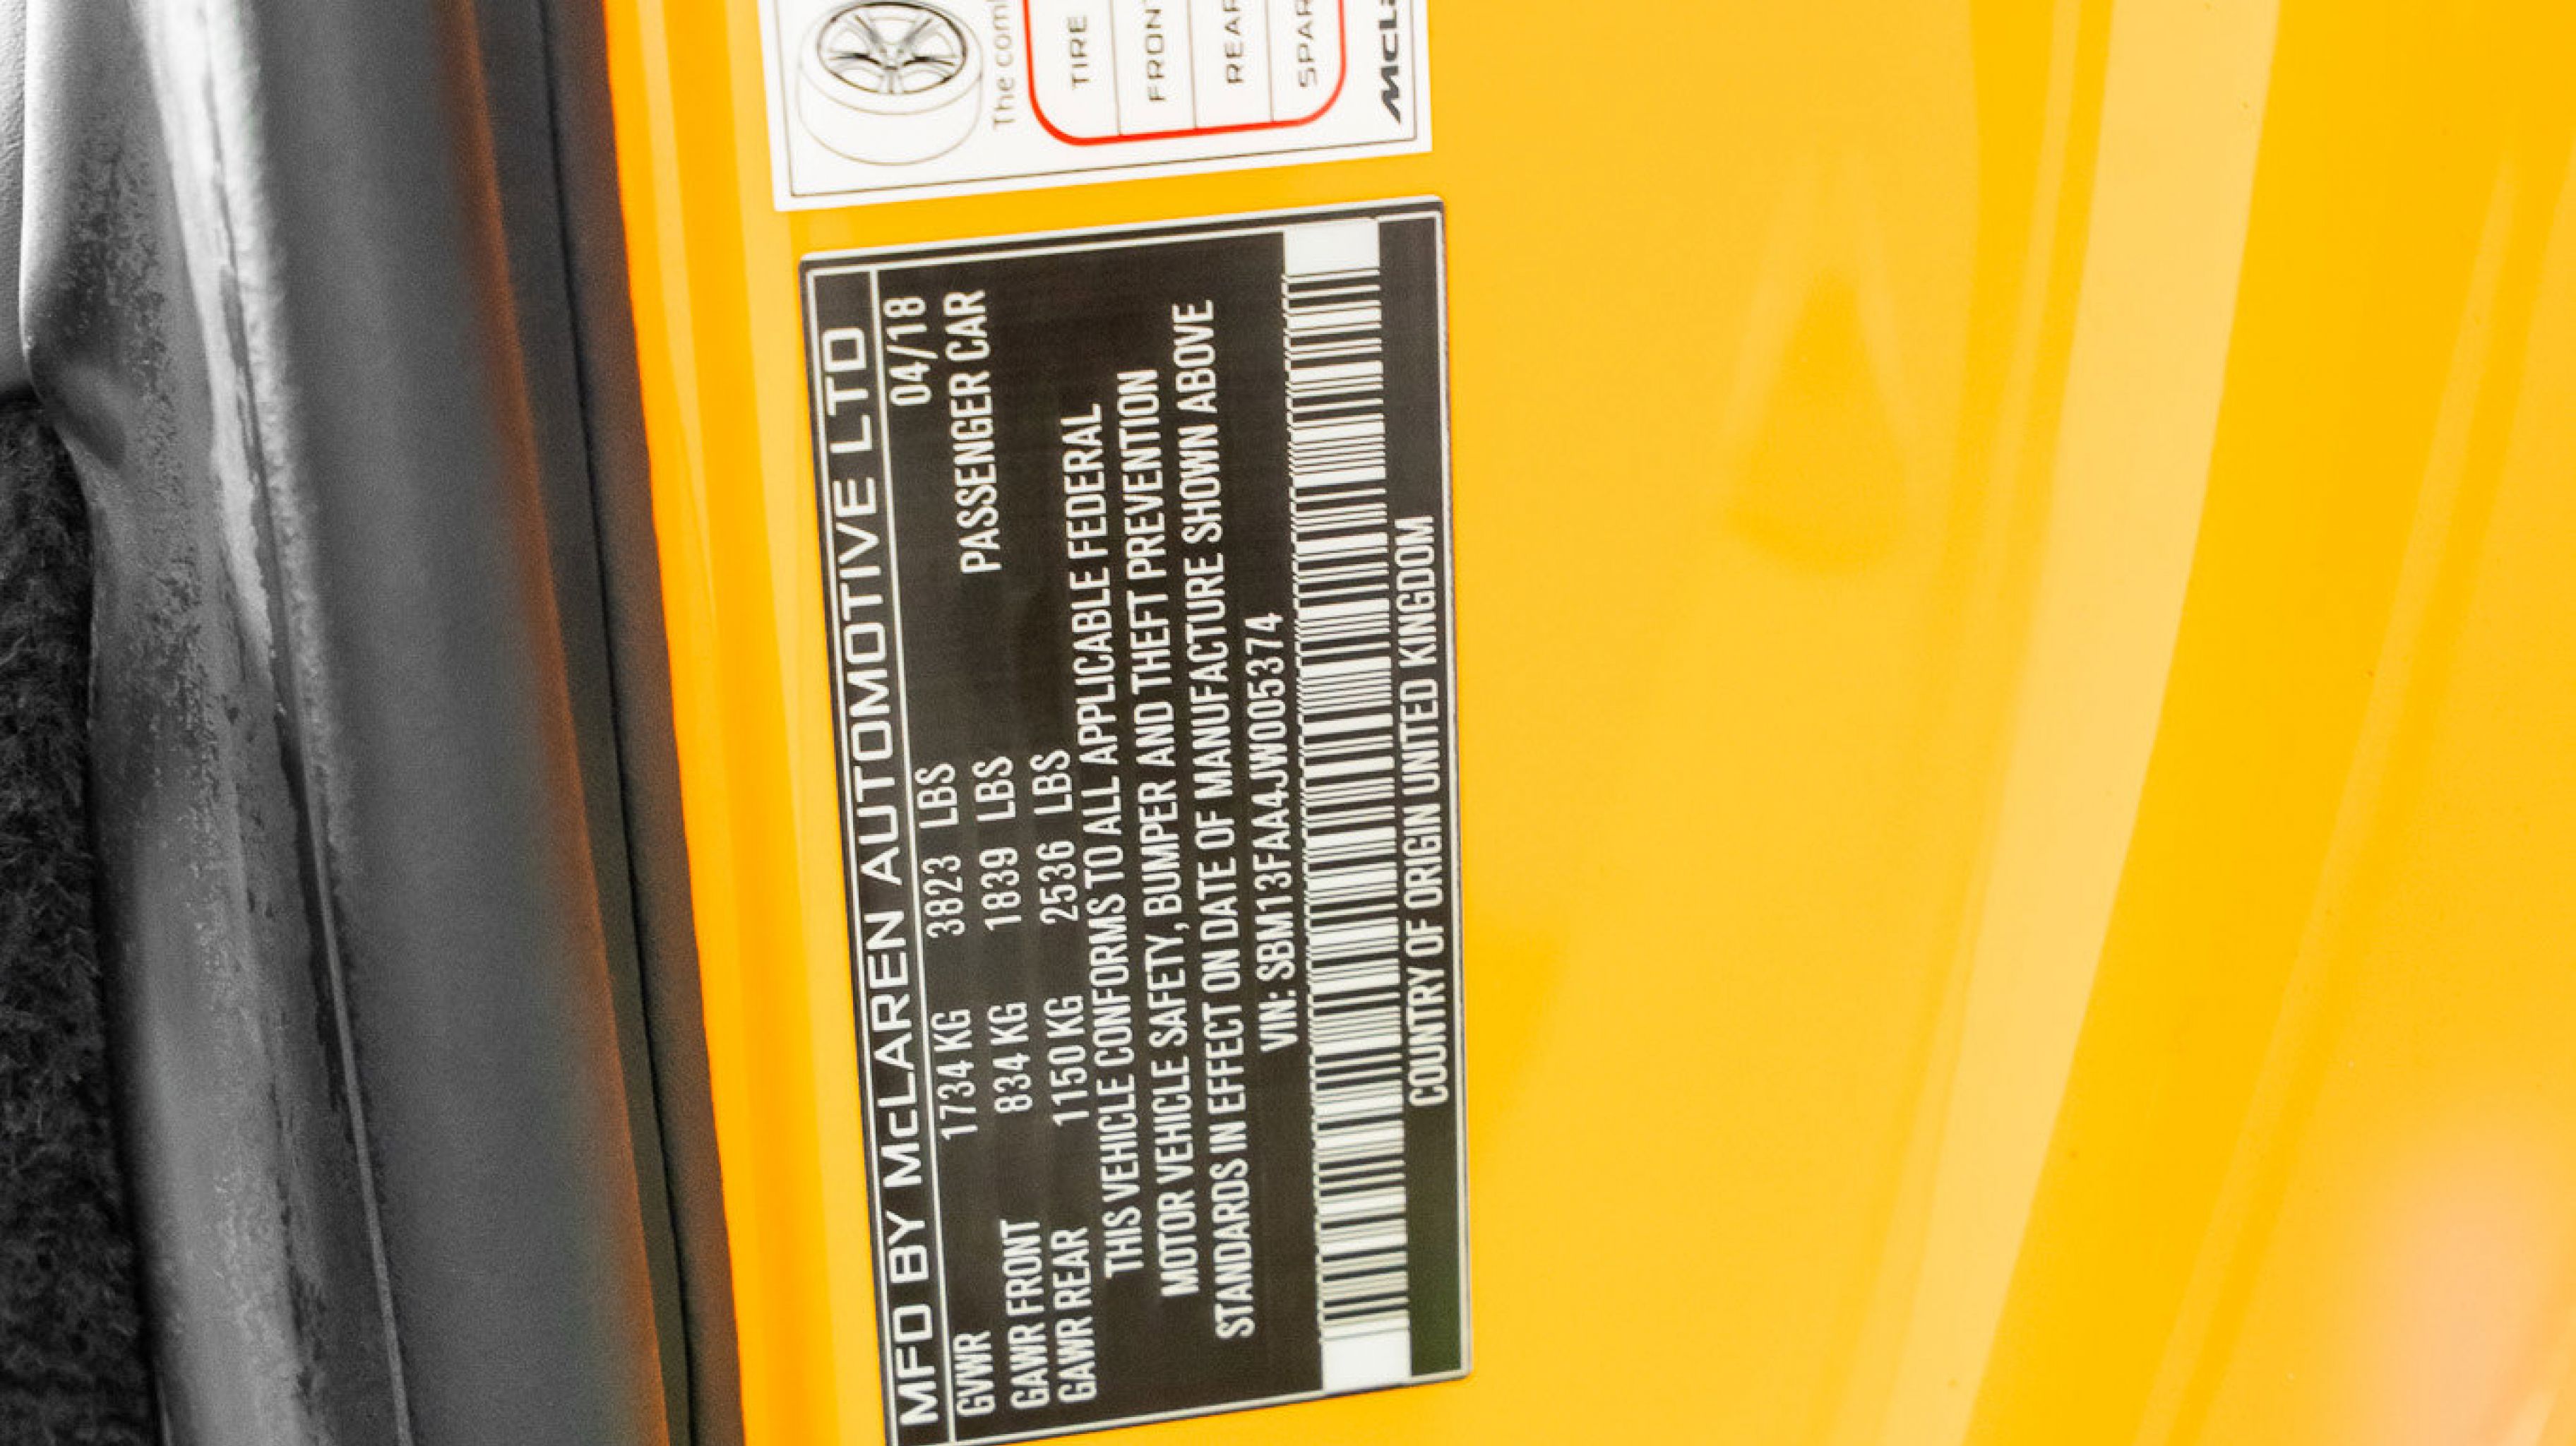 The
TIRE
FRONT
REAR
MFD BY McLAREN AUTOMOTIVE LTD
04/18
GVWR 1734 KG 3823 LBS PASSENGER CAR
GAWR FRONT 834 KG 1839 LBS
GAWR REAR 1150 KG 2536 LBS
THIS VEHICLE CONFORMS TO ALL APPLICABLE FEDERAL
MOTOR VEHICLE SAFETY, BUMPER AND THEFT PREVENTION
STANDARDS IN EFFECT ON DATE OF MANUFACTURE SHOWN ABOVE
VIN: SBM13FAA4JW005374
COUNTRY OF ORIGIN UNITED KINGDOM